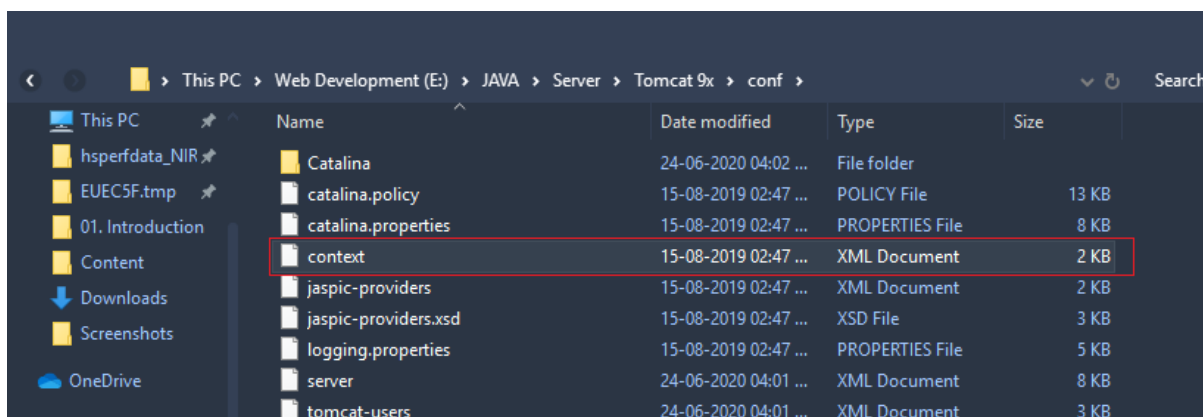 This PC > Web Development (E:) > JAVA > Server > Tomcat 9x > conf > Search
This PC
hsperfdata_NIR
EUEC5F.tmp
01. Introduction
Content
Downloads
Screenshots
OneDrive
Name Date modified Type Size
Catalina 24-06-2020 04:02 ... File folder
catalina.policy 15-08-2019 02:47 ... POLICY File 13 KB
catalina.properties 15-08-2019 02:47 ... PROPERTIES File 8 KB
context 15-08-2019 02:47 ... XML Document 2 KB
jaspic-providers 15-08-2019 02:47 ... XML Document 2 KB
jaspic-providers.xsd 15-08-2019 02:47 ... XSD File 3 KB
logging.properties 15-08-2019 02:47 ... PROPERTIES File 5 KB
server 24-06-2020 04:01 ... XML Document 8 KB
tomcat-users 24-06-2020 04:01 ... XML Document 3 KB